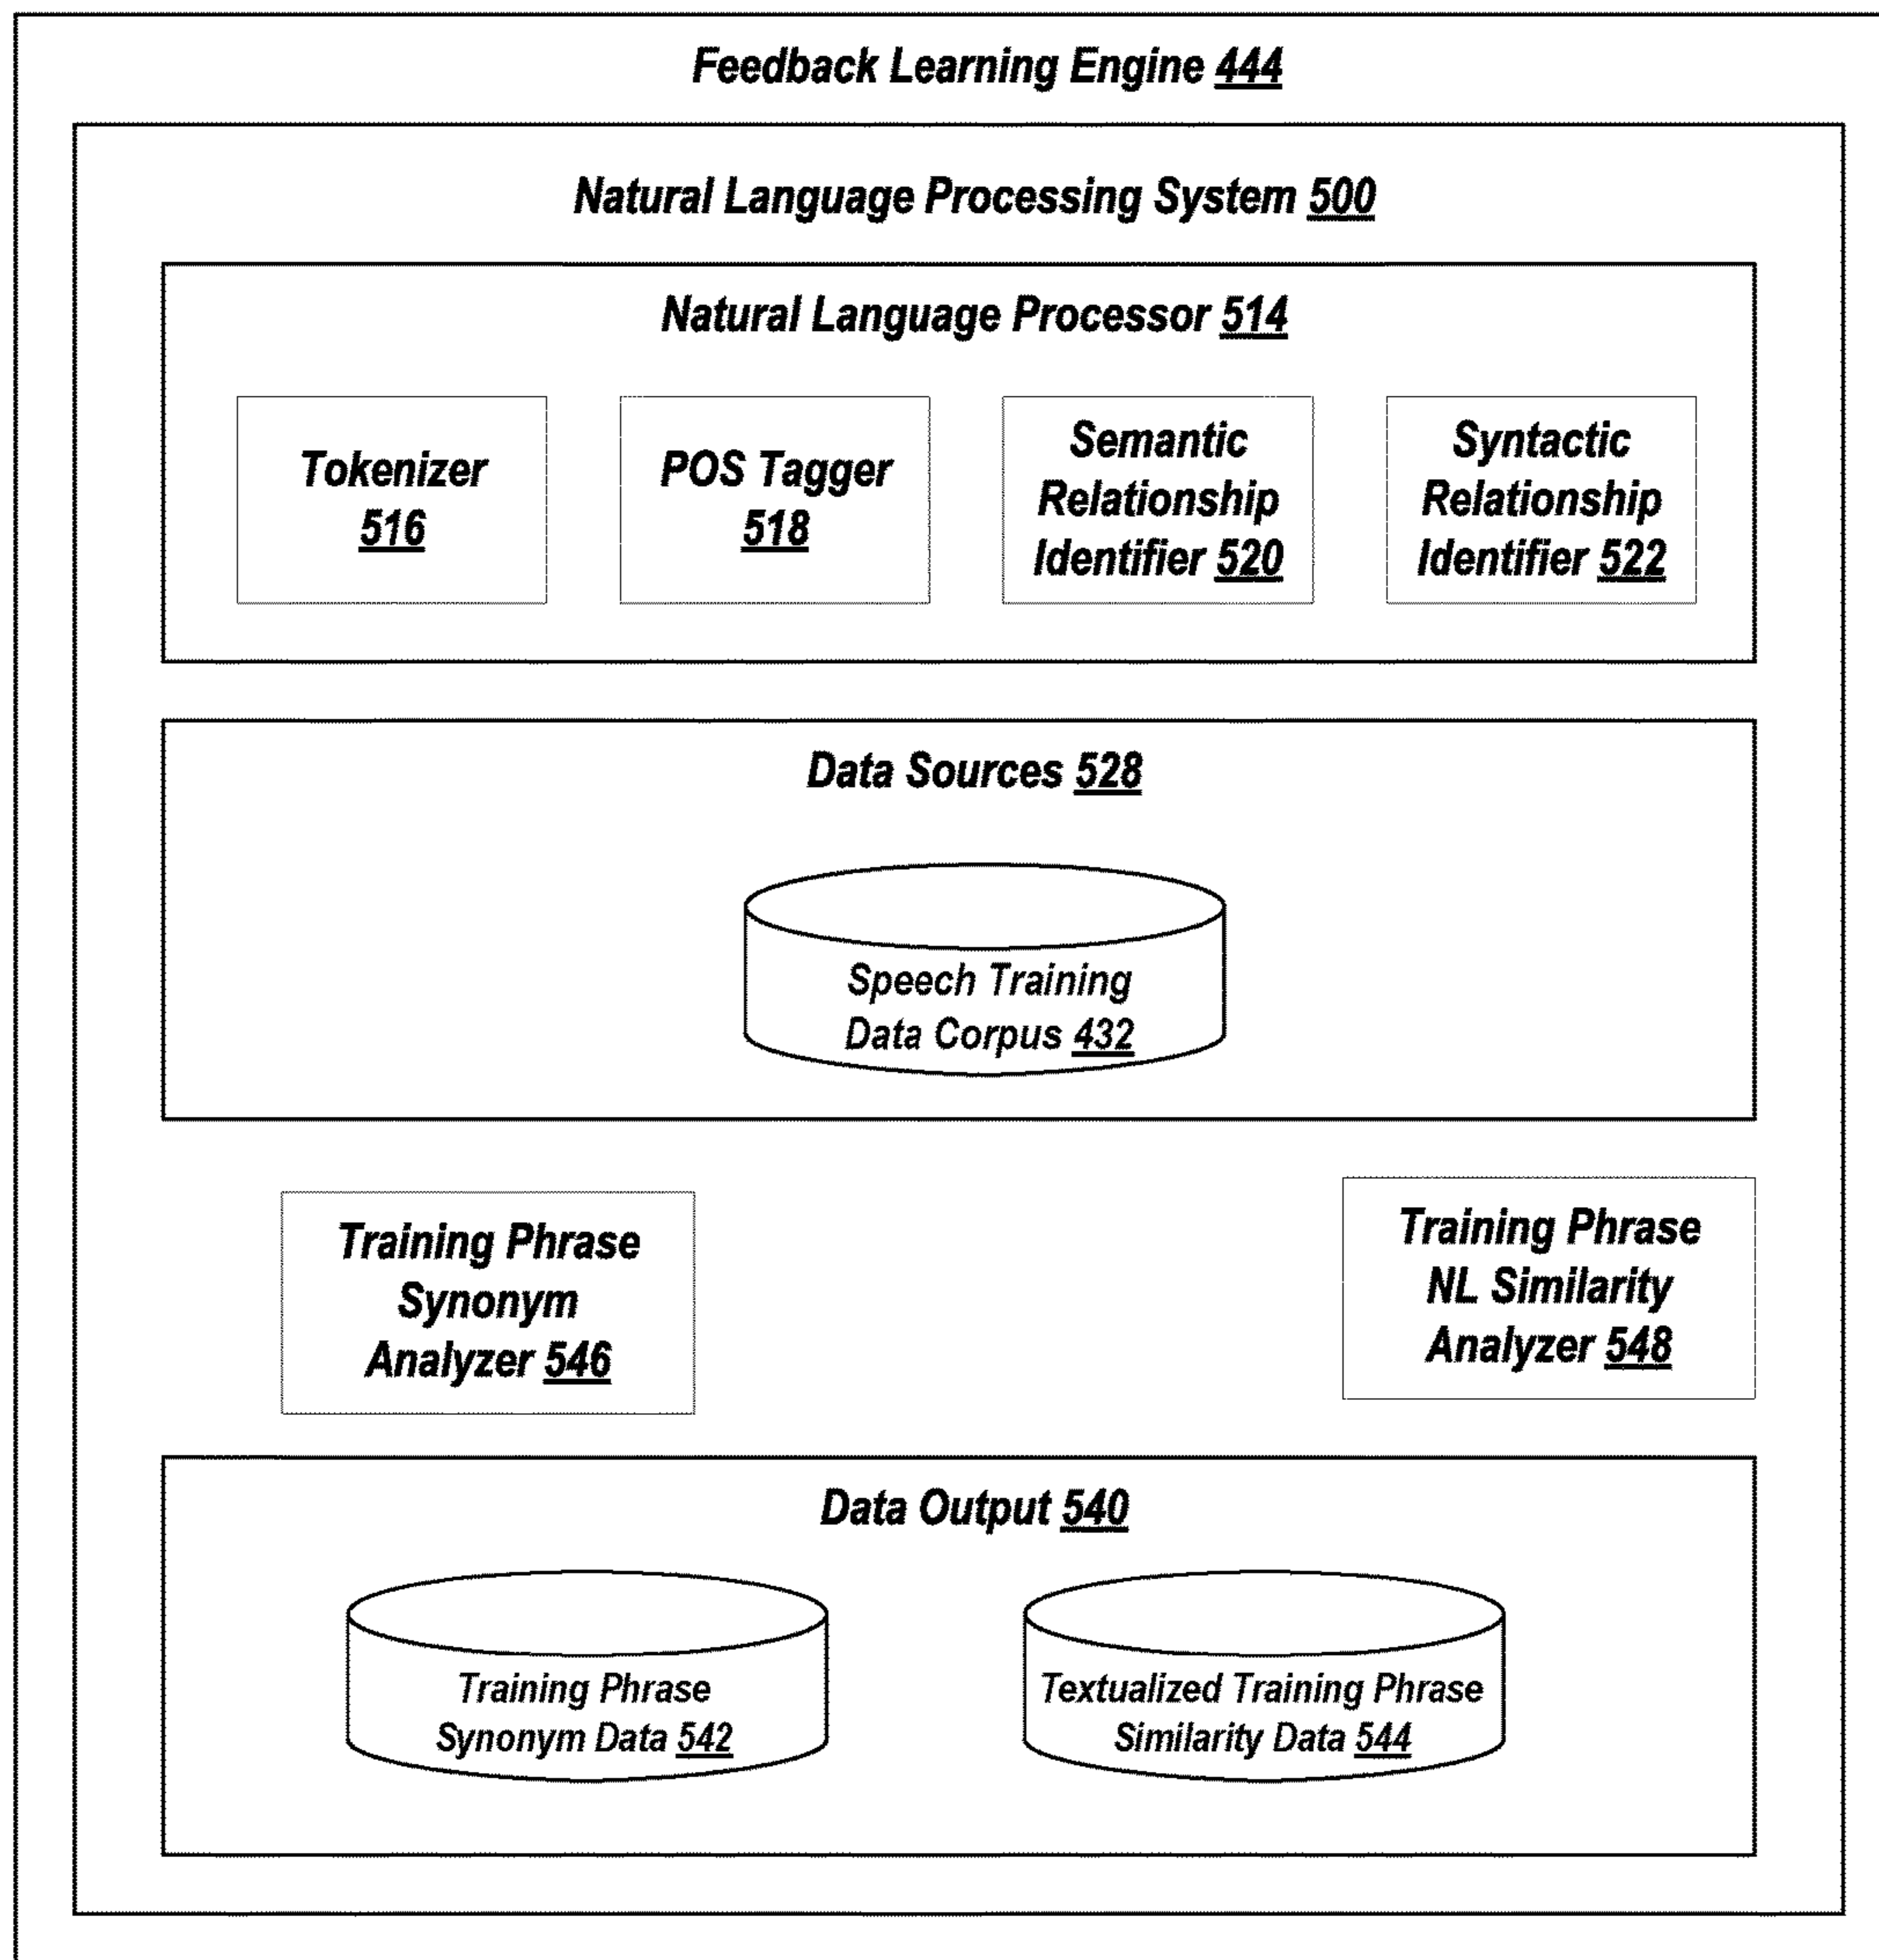 Feedback Learning Engine 444
Natural Language Processing System 500
Natural Language Processor 514
Tokenizer
516
POS Tagger
518
Semantic
Relationship
Identifier 520
Syntactic
Relationship
Identifier 522
Data Sources 528
Speech Training
Data Corpus 432
Training Phrase
Synonym
Analyzer 546
Training Phrase
NL Similarity
Analyzer 548
Data Output 540
Training Phrase
Synonym Data 542
Textualized Training Phrase
Similarity Data 544